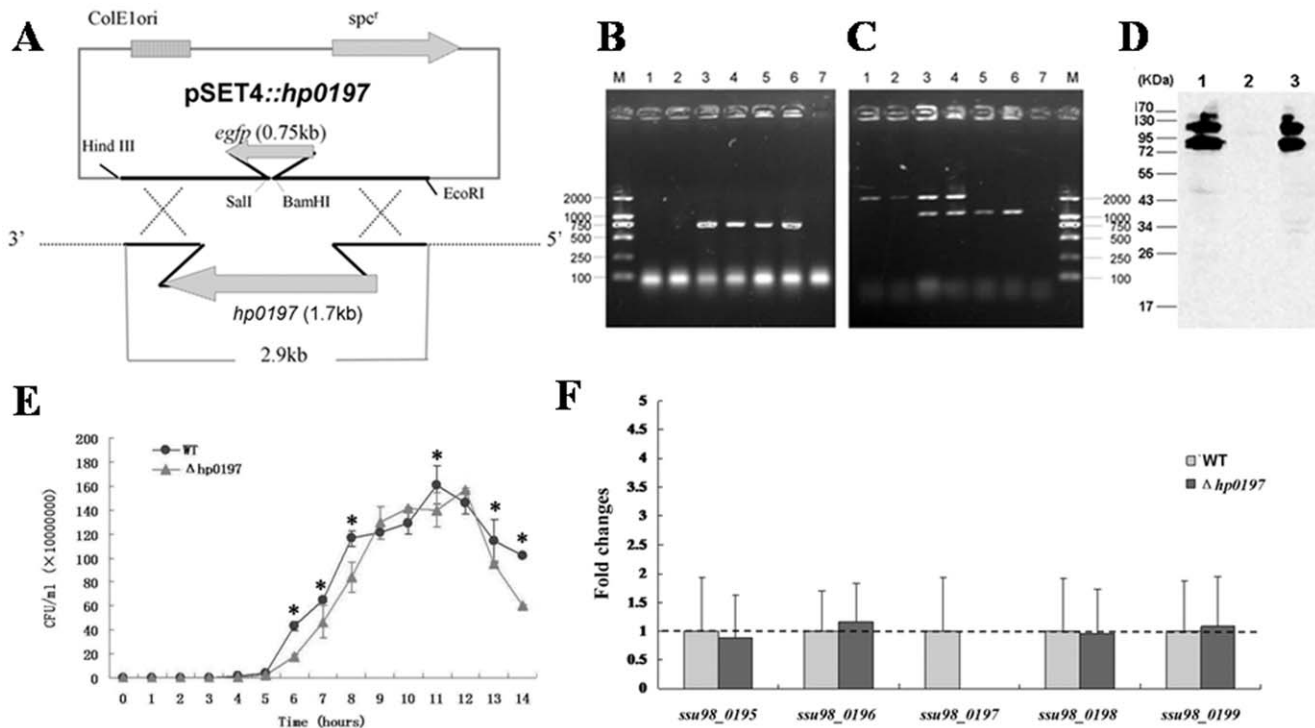 A
ColE1ori
spcʳ
pSET4::hp0197
egfp (0.75kb)
Hind III
SalI
BamHI
EcoRI
3’
5’
hp0197 (1.7kb)
2.9kb
B
M 1 2 3 4 5 6 7
2000
1000
750
500
250
100
C
1 2 3 4 5 6 7 M
2000
1000
750
500
250
100
D
(KDa) 1 2 3
170
130
95
72
55
43
34
26
17
E
WT
Δhp0197
CFU/ml (×10000000)
200
180
160
140
120
100
80
60
40
20
0
* * * * * *
0 1 2 3 4 5 6 7 8 9 10 11 12 13 14
Time (hours)
F
WT
Δhp0197
Fold changes
5
4.5
4
3.5
3
2.5
2
1.5
1
0.5
0
ssu98_0195 ssu98_0196 ssu98_0197 ssu98_0198 ssu98_0199